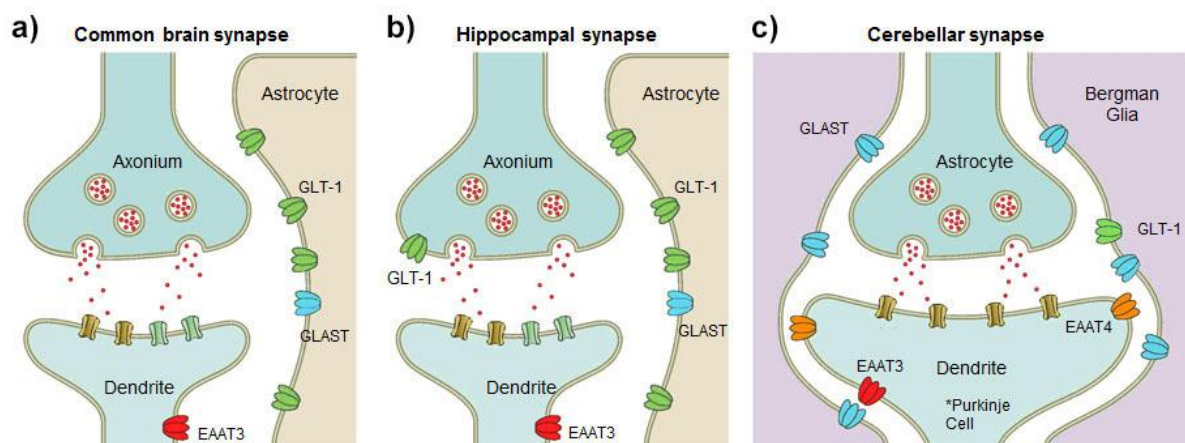 a) Common brain synapse
Astrocyte
Axonium
GLT-1
GLAST
Dendrite
EAAT3
b) Hippocampal synapse
Astrocyte
Axonium
GLT-1
GLT-1
GLAST
Dendrite
EAAT3
c) Cerebellar synapse
Bergman
Glia
GLAST
Astrocyte
GLT-1
EAAT4
EAAT3
Dendrite
*Purkinje
Cell